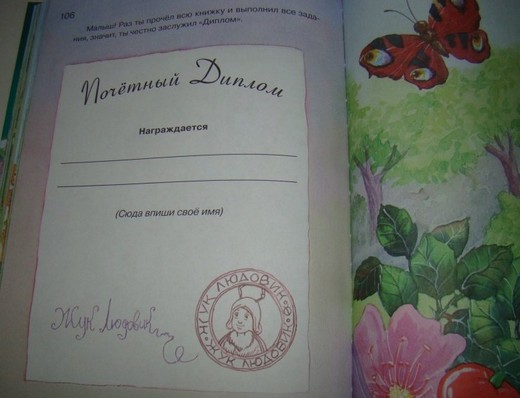 106
Малыш! Раз ты прочёл всю книжку и выполнил все зада-
ния, значит, ты честно заслужил «Диплом».
Почётный Диплом
Награждается
(Сюда впиши своё имя)
Жук Людовик
ЖУК ЛЮДОВИК
ЖУК ЛЮДОВИК